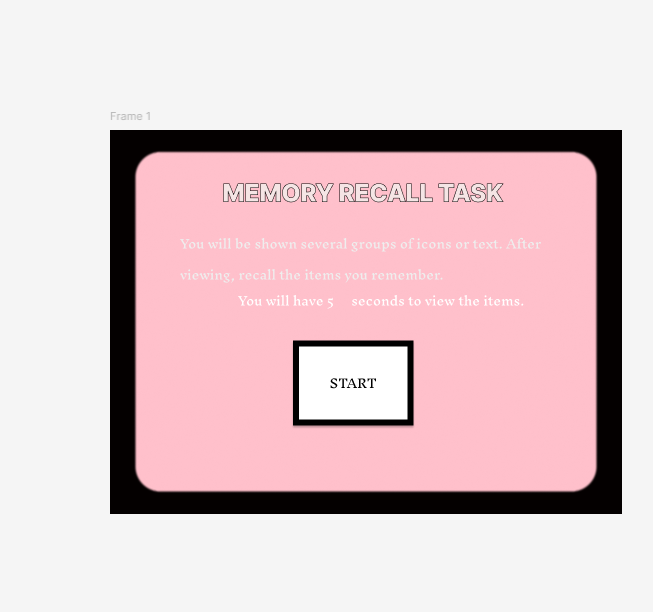 Frame 1
MEMORY RECALL TASK
You will be shown several groups of icons or text. After
viewing, recall the items you remember.
You will have 5 seconds to view the items.
START